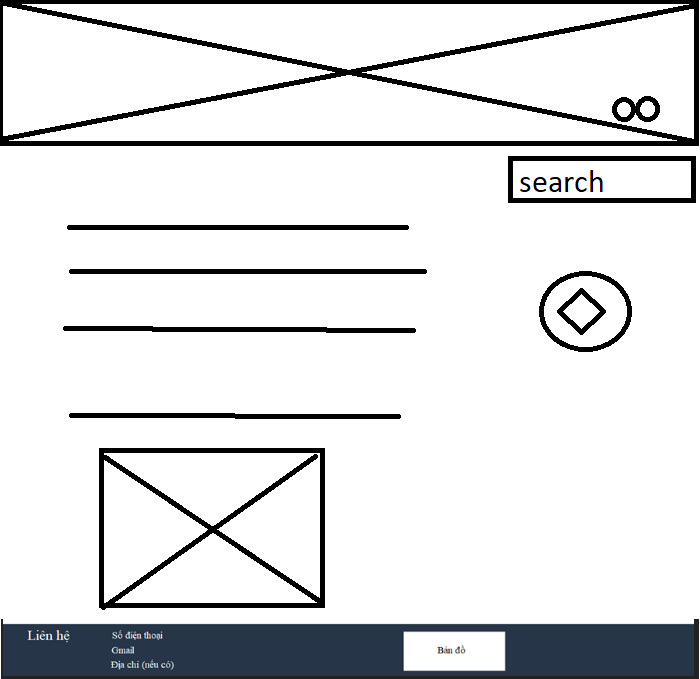 search
Liên hệ
Số điện thoại
Gmail
Địa chỉ (nếu có)
Bản đồ